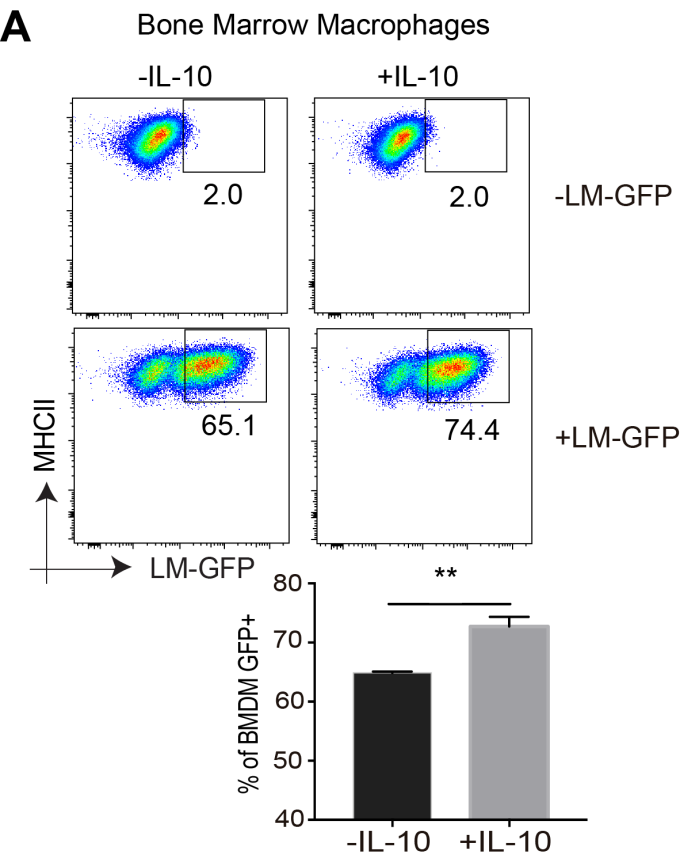 A
Bone Marrow Macrophages
-IL-10
+IL-10
2.0
2.0
-LM-GFP
65.1
74.4
+LM-GFP
MHCII
LM-GFP
**
% of BMDM GFP+
80
70
60
50
40
-IL-10
+IL-10